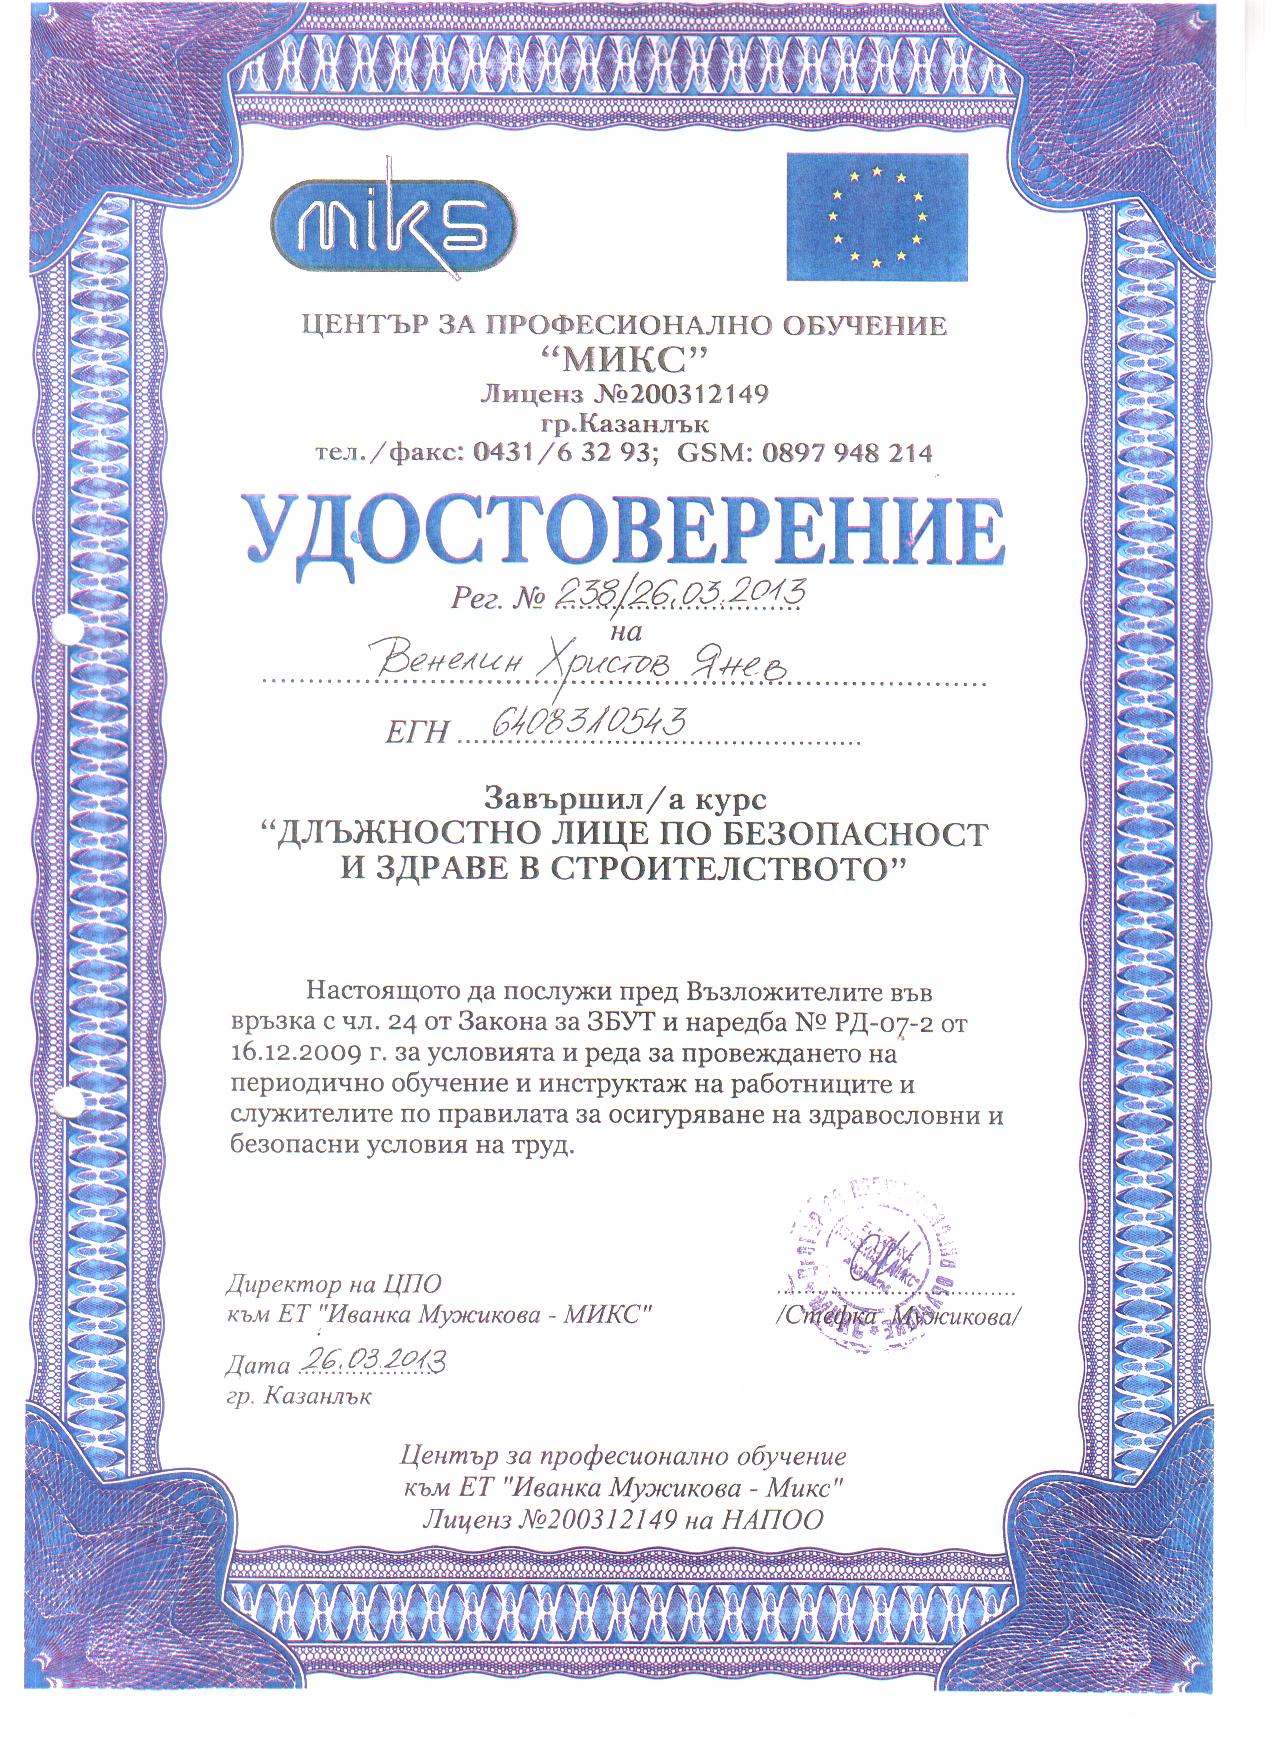 miks
ЦЕНТЪР ЗА ПРОФЕСИОНАЛНО ОБУЧЕНИЕ
“МИКС”
Лиценз №200312149
гр.Казанлък
тел./факс: 0431/6 32 93; GSM: 0897 948 214
УДОСТОВЕРЕНИЕ
Рег. № 238/26.03.2013
на
Венелин Христов Янев
ЕГН 6408310543
Завършил/а курс
“ДЛЪЖНОСТНО ЛИЦЕ ПО БЕЗОПАСНОСТ
И ЗДРАВЕ В СТРОИТЕЛСТВОТО”
Настоящото да послужи пред Възложителите във
връзка с чл. 24 от Закона за ЗБУТ и наредба № РД-07-2 от
16.12.2009 г. за условията и реда за провеждането на
периодично обучение и инструктаж на работниците и
служителите по правилата за осигуряване на здравословни и
безопасни условия на труд.
Директор на ЦПО
към ЕТ "Иванка Мужикова - МИКС"
/Стефка Мужикова/
Дата 26.03.2013
гр. Казанлък
Център за професионално обучение
към ЕТ "Иванка Мужикова - Микс"
Лиценз №200312149 на НАПОО